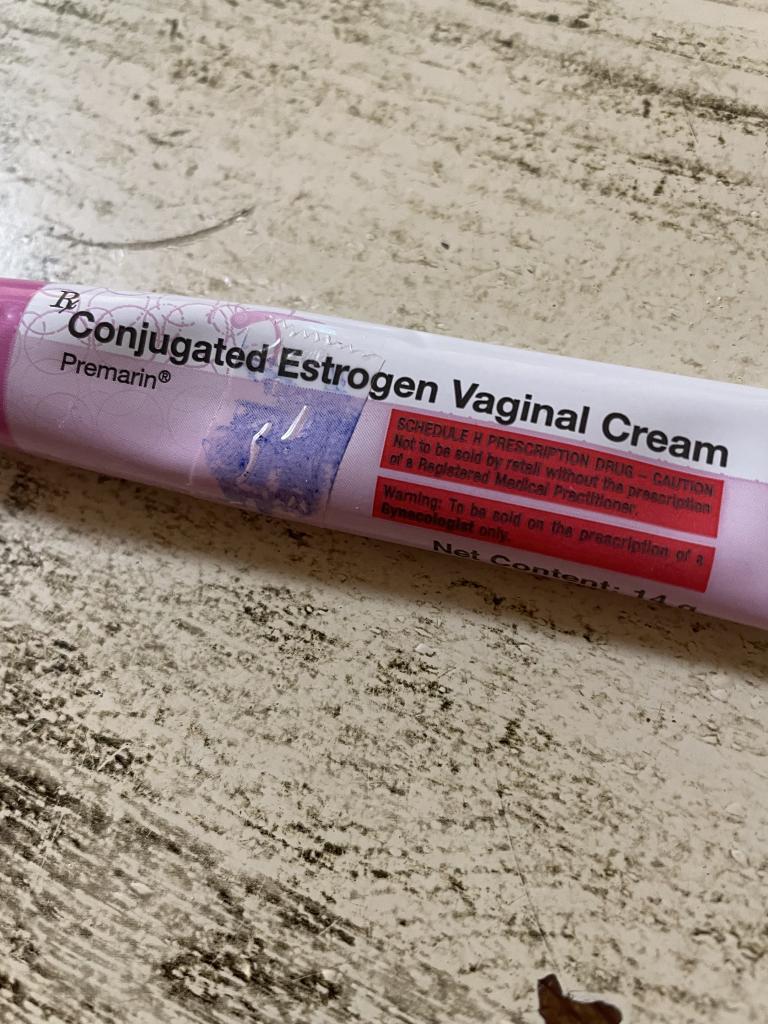 Rx
Conjugated Estrogen Vaginal Cream
Premarin®
SCHEDULE H PRESCRIPTION DRUG – CAUTION
Not to be sold by retail without the prescription
of a Registered Medical Practitioner.
Warning: To be sold on the prescription of a
Gynecologist only.
Net Content: 14 g